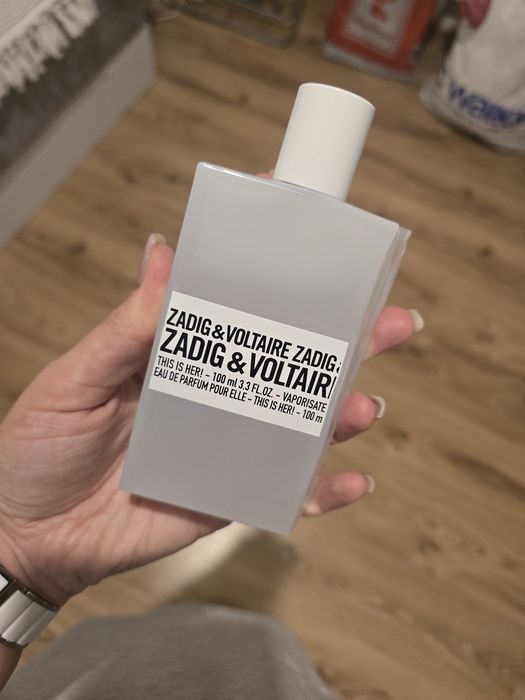 ZADIG & VOLTAIRE ZADIG &
ZADIG & VOLTAIR
THIS IS HER! – 100 ml 3.3 FL.OZ. – VAPORISATE
EAU DE PARFUM POUR ELLE – THIS IS HER! – 100 m